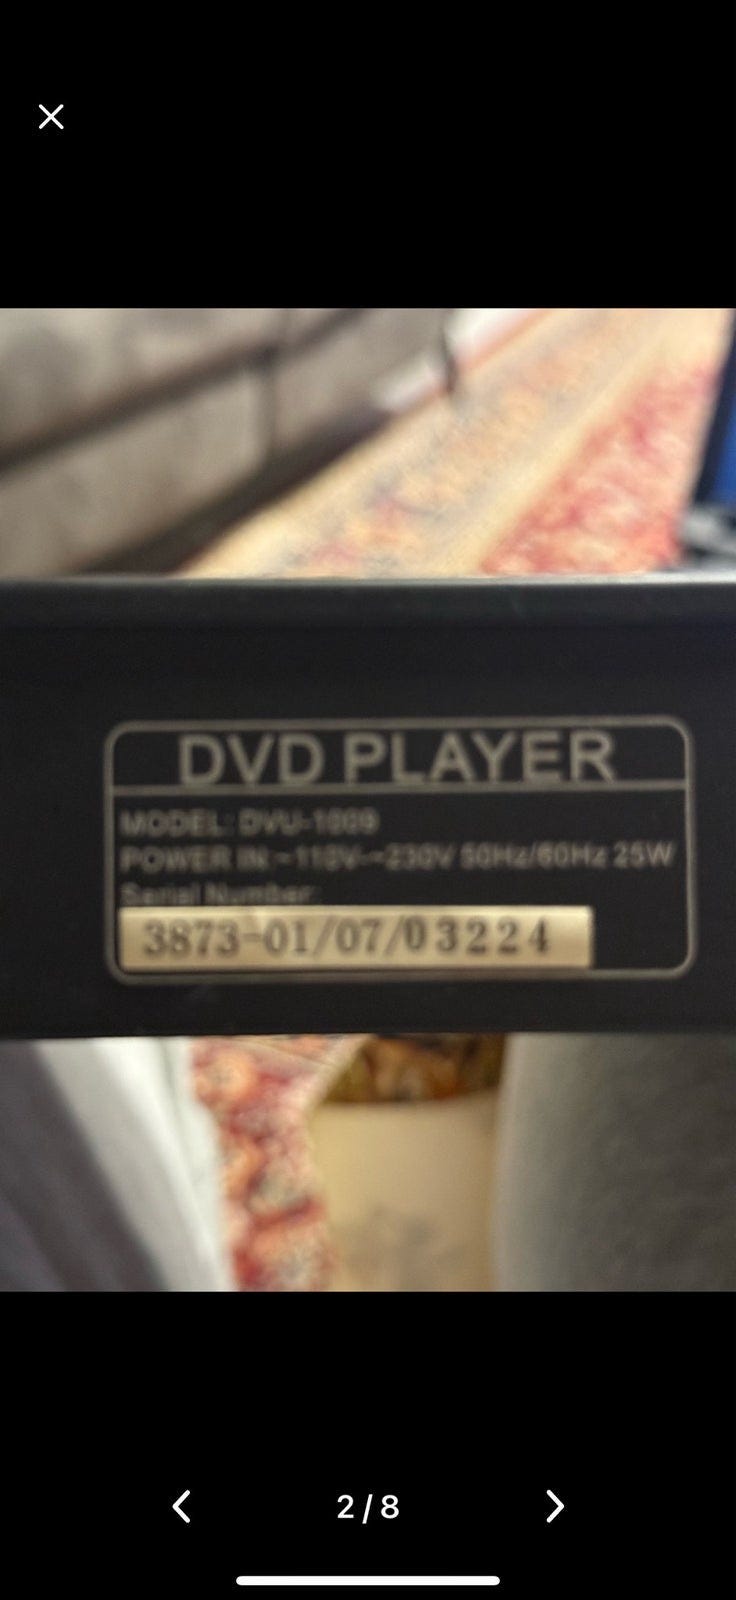 DVD PLAYER
MODEL: DVU-1009
POWER IN:~110V-~230V 50Hz/60Hz 25W
Serial Number:
3873-01/07/03224
2 / 8